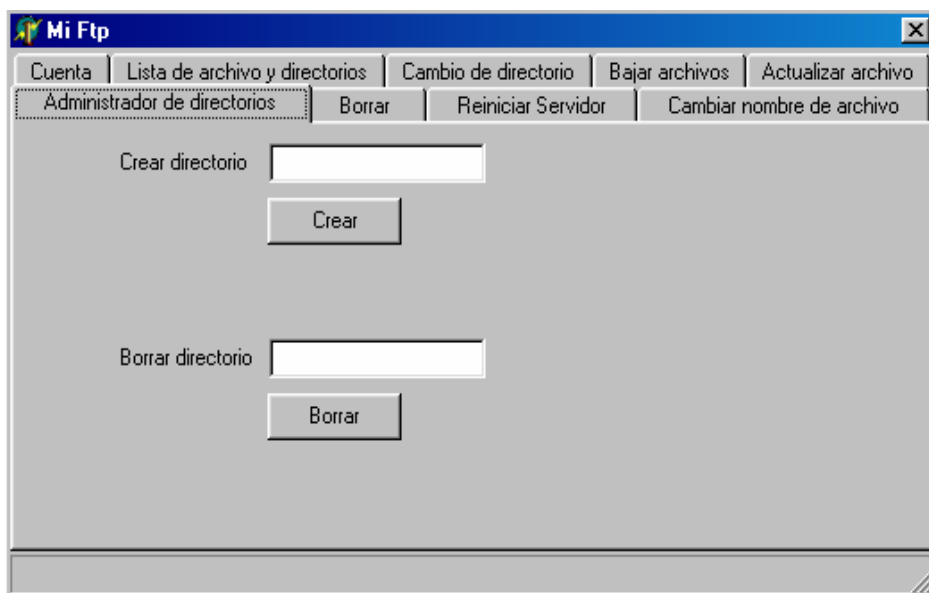 Mi Ftp
Cuenta Lista de archivo y directorios Cambio de directorio Bajar archivos Actualizar archivo
Administrador de directorios Borrar Reiniciar Servidor Cambiar nombre de archivo
Crear directorio
Crear
Borrar directorio
Borrar